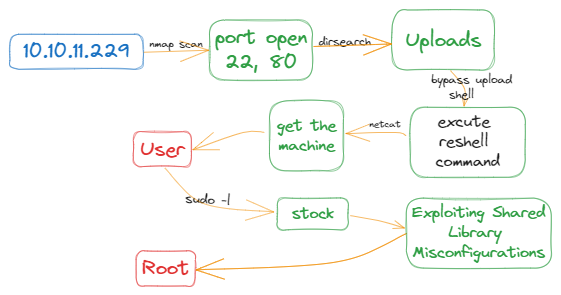 10.10.11.229
nmap scan
port open
22, 80
dirsearch
Uploads
bypass upload
shell
excute
reshell
command
netcat
get the
machine
User
sudo -l
stock
Exploiting Shared
Library
Misconfigurations
Root